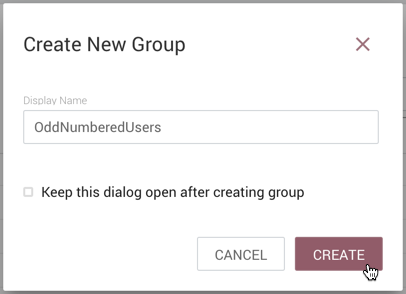 Create New Group
Display Name
OddNumberedUsers
Keep this dialog open after creating group
CANCEL
CREATE